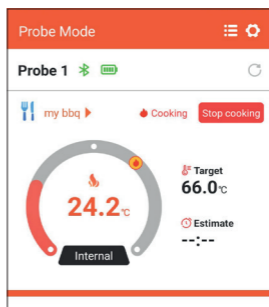 Probe Mode
Probe 1
my bbq
Cooking
Stop cooking
24.2℃
Internal
Target
66.0℃
Estimate
--:--